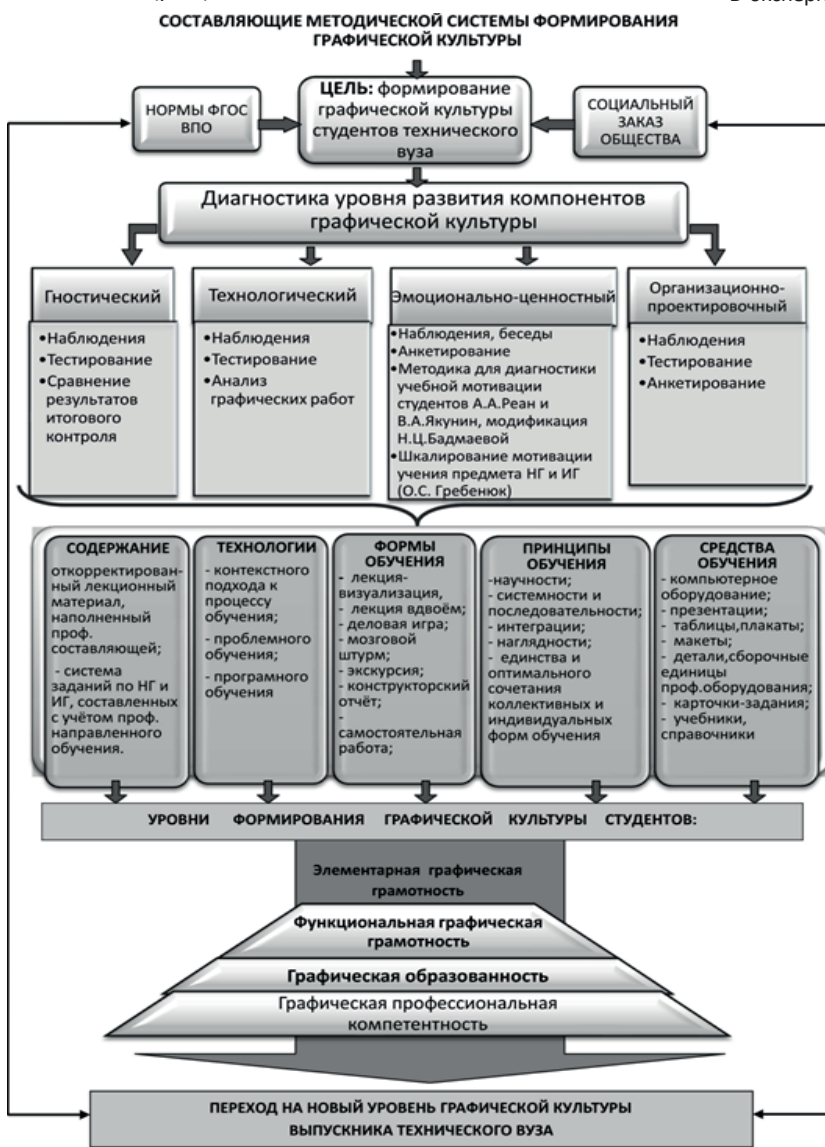 СОСТАВЛЯЮЩИЕ МЕТОДИЧЕСКОЙ СИСТЕМЫ ФОРМИРОВАНИЯ
ГРАФИЧЕСКОЙ КУЛЬТУРЫ
НОРМЫ ФГОС
ВПО
ЦЕЛЬ: формирование
графической культуры
студентов технического
вуза
СОЦИАЛЬНЫЙ
ЗАКАЗ
ОБЩЕСТВА
Диагностика уровня развития компонентов
графической культуры
Гностический
•Наблюдения
•Тестирование
•Сравнение
результатов
итогового
контроля
Технологический
•Наблюдения
•Тестирование
•Анализ
графических работ
Эмоционально-ценностный
•Наблюдения, беседы
•Анкетирование
•Методика для диагностики
учебной мотивации
студентов А.А.Реан и
В.А.Якунин, модификация
Н.Ц.Бадмаевой
•Шкалирование мотивации
учения предмета НГ и ИГ
(О.С. Гребенюк)
Организационно-
проектировочный
•Наблюдения
•Тестирование
•Анкетирование
СОДЕРЖАНИЕ
откорректирован-
ный лекционный
материал,
наполненный
проф.
составляющей;
- система
заданий по НГ и
ИГ, составленных
с учётом проф.
направленного
обучения.
ТЕХНОЛОГИИ
- контекстного
подхода к
процессу
обучения;
- проблемного
обучения;
- програмного
обучения
ФОРМЫ
ОБУЧЕНИЯ
- лекция-
визуализация,
- лекция вдвоём;
- деловая игра;
- мозговой
штурм;
- экскурсия;
- конструкторский
отчёт;
-
самостоятельная
работа;
ПРИНЦИПЫ
ОБУЧЕНИЯ
-научности;
- системности и
последовательности;
- интеграции;
- наглядности;
- единства и
оптимального
сочетания
коллективных и
индивидуальных
форм обучения
СРЕДСТВА
ОБУЧЕНИЯ
- компьютерное
оборудование;
- презентации;
- таблицы,плакаты;
- макеты;
- детали,сборочные
единицы
проф.оборудования;
- карточки-задания;
- учебники,
справочники
УРОВНИ ФОРМИРОВАНИЯ ГРАФИЧЕСКОЙ КУЛЬТУРЫ СТУДЕНТОВ:
Элементарная графическая
грамотность
Функциональная графическая
грамотность
Графическая образованность
Графическая профессиональная
компетентность
ПЕРЕХОД НА НОВЫЙ УРОВЕНЬ ГРАФИЧЕСКОЙ КУЛЬТУРЫ
ВЫПУСКНИКА ТЕХНИЧЕСКОГО ВУЗА